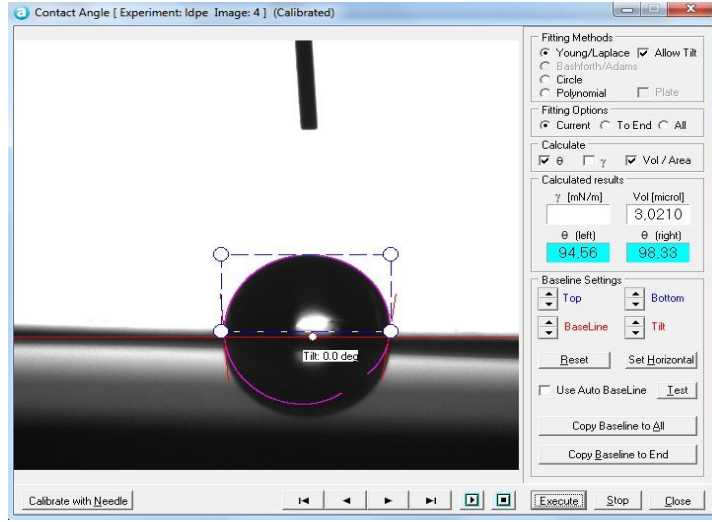 Contact Angle [ Experiment: ldpe Image: 4 ] (Calibrated)
Fitting Methods
Young/Laplace Allow Tilt
Bashforth/Adams
Circle
Polynomial Plate
Fitting Options
Current To End All
Calculate
θ γ Vol / Area
Calculated results
γ [mN/m] Vol [microl]
3,0210
θ (left) θ (right)
94,56 98,33
Baseline Settings
Top Bottom
BaseLine Tilt
Reset Set Horizontal
Use Auto BaseLine Test
Copy Baseline to All
Copy Baseline to End
Tilt: 0.0 deg
Calibrate with Needle Execute Stop Close